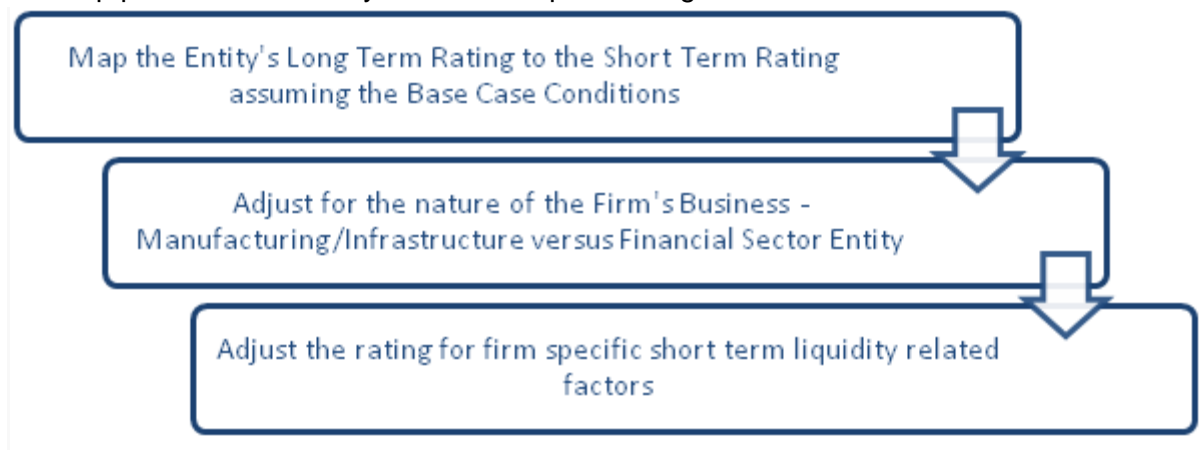 Map the Entity's Long Term Rating to the Short Term Rating
assuming the Base Case Conditions
Adjust for the nature of the Firm's Business -
Manufacturing/Infrastructure versus Financial Sector Entity
Adjust the rating for firm specific short term liquidity related
factors